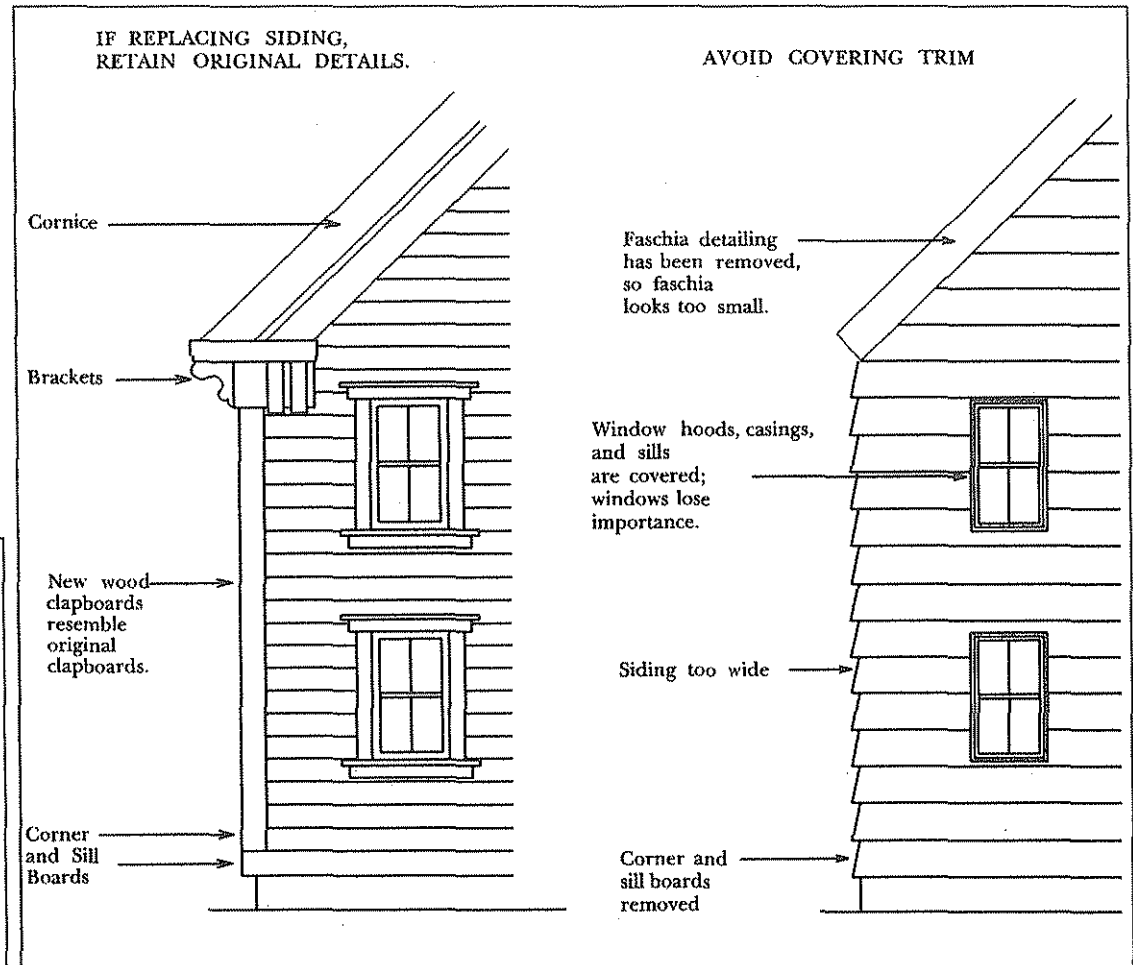 IF REPLACING SIDING,
RETAIN ORIGINAL DETAILS.
Cornice
Brackets
New wood
clapboards
resemble
original
clapboards.
Corner
and Sill
Boards
AVOID COVERING TRIM
Faschia detailing
has been removed,
so faschia
looks too small.
Window hoods, casings,
and sills
are covered;
windows lose
importance.
Siding too wide
Corner and
sill boards
removed